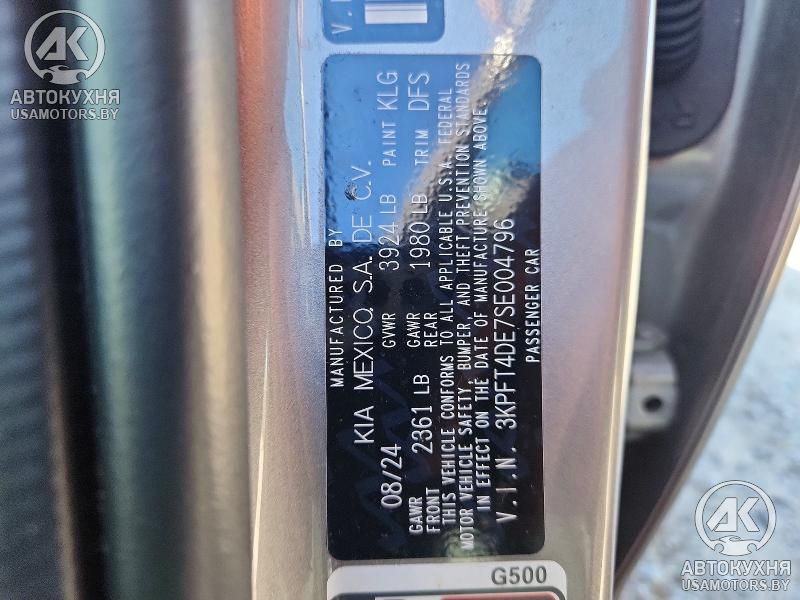 AK
АВТОКУХНЯ
USAMOTORS.BY
MANUFACTURED BY
KIA MEXICO, S.A. DE C.V.
08/24 GVWR 3924 LB PAINT KLG
GAWR FRONT 2361 LB GAWR REAR 1980 LB TRIM DFS
THIS VEHICLE CONFORMS TO ALL APPLICABLE U.S.A. FEDERAL
MOTOR VEHICLE SAFETY, BUMPER, AND THEFT PREVENTION STANDARDS
IN EFFECT ON THE DATE OF MANUFACTURE SHOWN ABOVE.
V.I.N. 3KPFT4DE7SE004796
PASSENGER CAR
G500
AK
АВТОКУХНЯ
USAMOTORS.BY